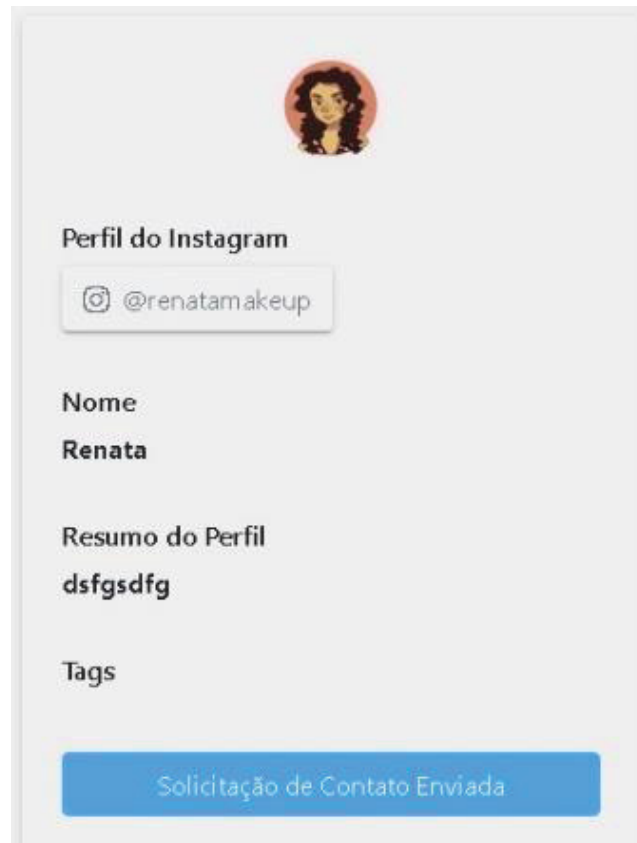 Perfil do Instagram
@renatamakeup
Nome
Renata
Resumo do Perfil
dsfgsdfg
Tags
Solicitação de Contato Enviada